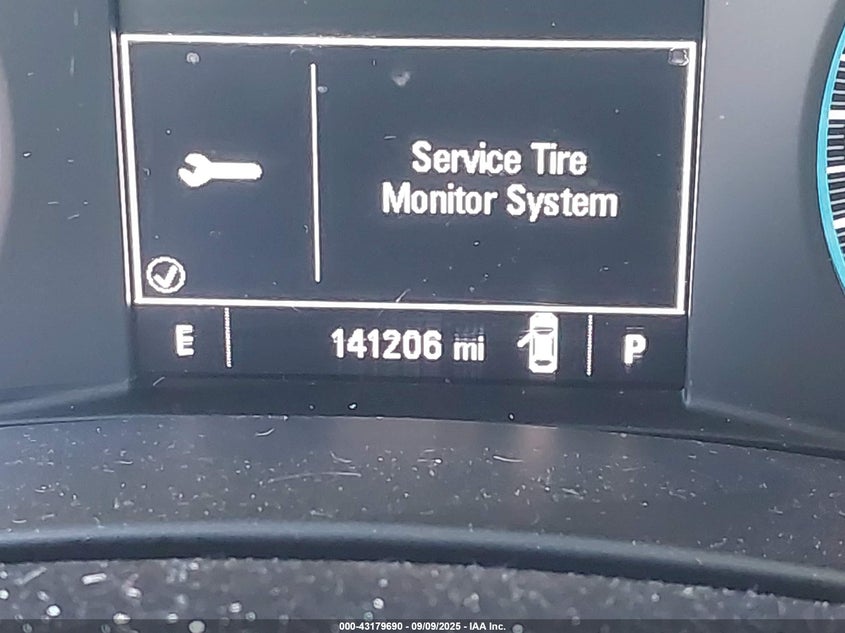 Service Tire
Monitor System
E 141206 mi P
000-43179690 - 09/09/2025 - IAA Inc.